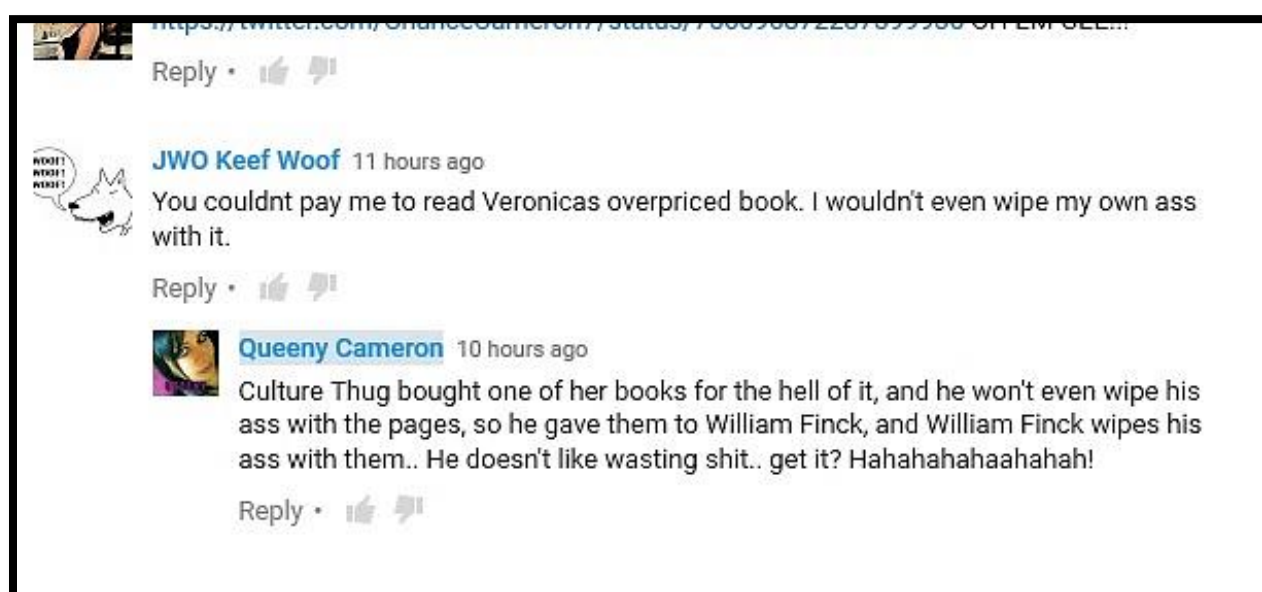 Reply •
WOOF!
WOOF!
WOOF!
JWO Keef Woof 11 hours ago
You couldnt pay me to read Veronicas overpriced book. I wouldn't even wipe my own ass
with it.
Reply •
Queeny Cameron 10 hours ago
Culture Thug bought one of her books for the hell of it, and he won't even wipe his
ass with the pages, so he gave them to William Finck, and William Finck wipes his
ass with them.. He doesn't like wasting shit.. get it? Hahahahahaahahah!
Reply •